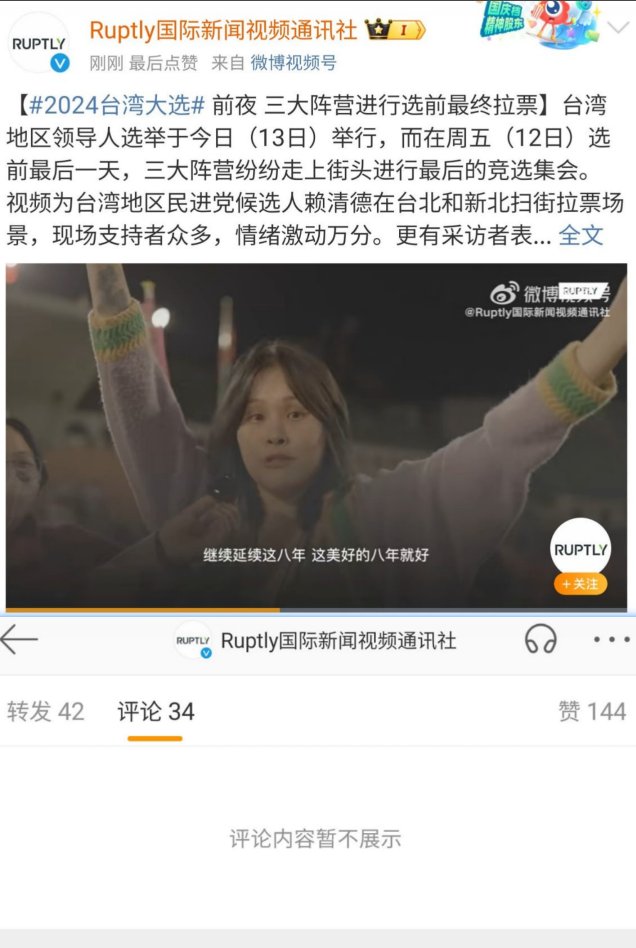 RUPTLY
Ruptly国际新闻视频通讯社
I
国庆档
精神股东
刚刚 最后点赞 来自 微博视频号
【#2024台湾大选# 前夜 三大阵营进行选前最终拉票】台湾
地区领导人选举于今日（13日）举行，而在周五（12日）选
前最后一天，三大阵营纷纷走上街头进行最后的竞选集会。
视频为台湾地区民进党候选人赖清德在台北和新北扫街拉票场
景，现场支持者众多，情绪激动万分。更有采访者表... 全文
微博视频号
RUPTLY
@Ruptly国际新闻视频通讯社
继续延续这八年 这美好的八年就好
RUPTLY
+关注
RUPTLY
Ruptly国际新闻视频通讯社
转发 42
评论 34
赞 144
评论内容暂不展示